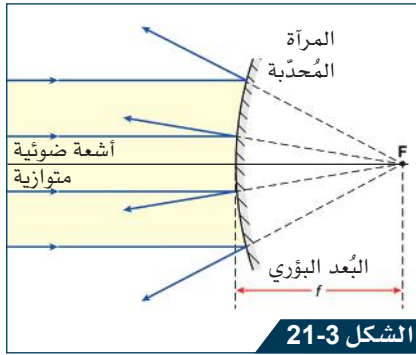 المرآة
المُحدّبة
أشعة ضوئية
متوازية
F
البُعد البؤري
f
الشكل 3-21